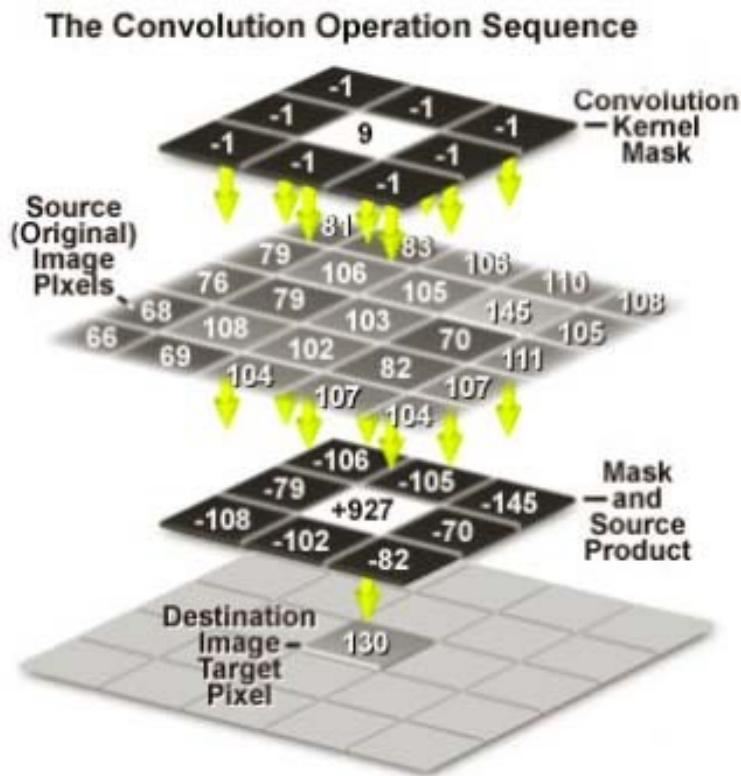 The Convolution Operation Sequence
-1
-1
-1
-1
9
-1
-1
-1
-1
Convolution
Kernel
Mask
Source
(Original)
Image
Pixels
81
79
83
76
106
106
68
79
105
110
66
108
103
145
108
69
102
70
105
104
82
111
107
107
104
-106
-79
-105
-108
+927
-145
-102
-70
-82
Mask
and
Source
Product
Destination
Image
Target
Pixel
130